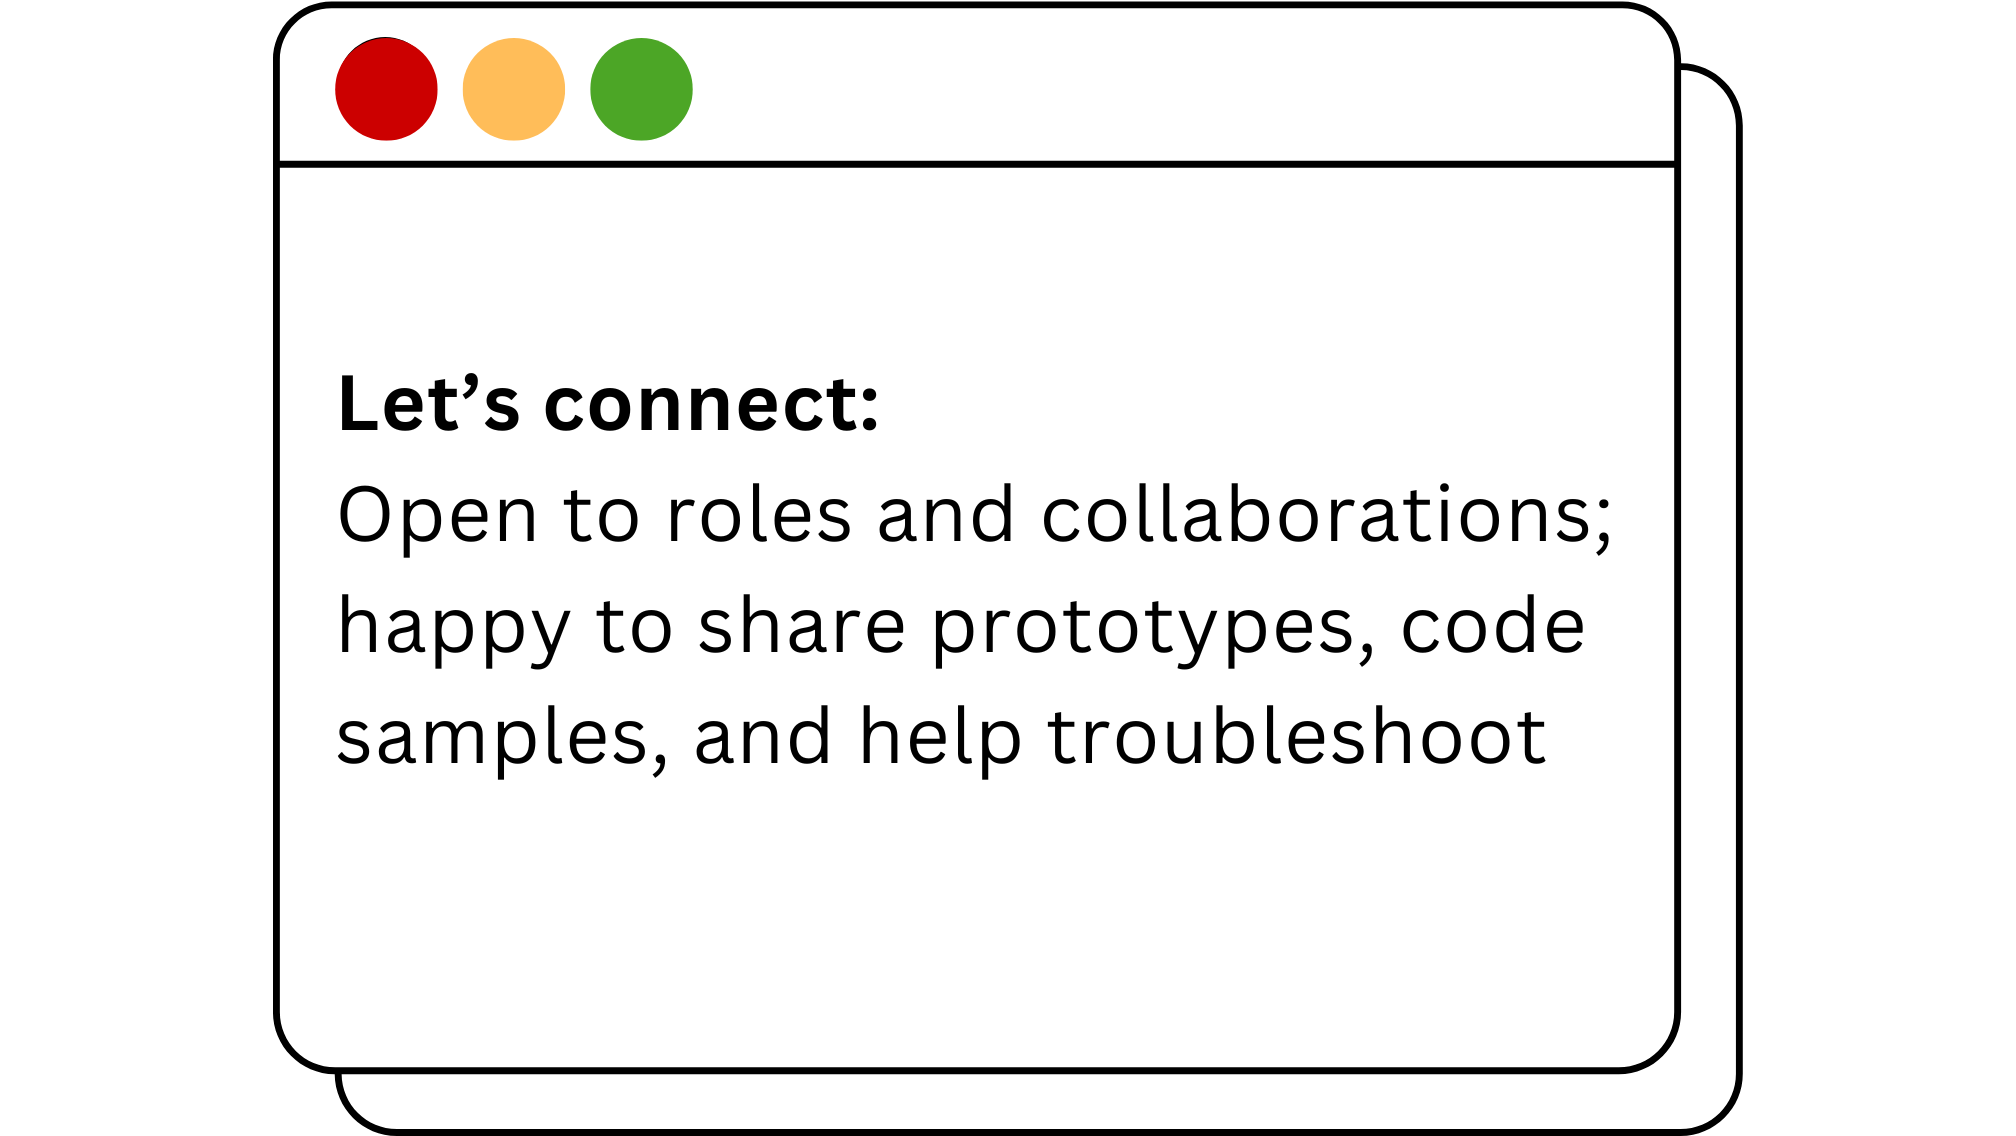 Let’s connect:
Open to roles and collaborations;
happy to share prototypes, code
samples, and help troubleshoot